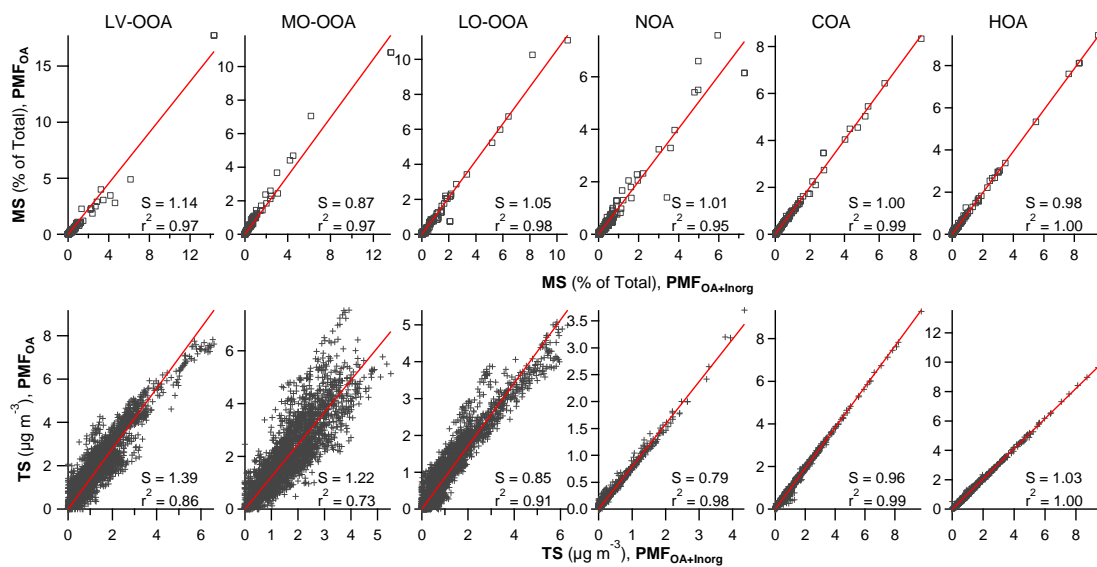 LV-OOA MO-OOA LO-OOA NOA COA HOA
MS (% of Total), PMF_OA
15 10 5 0
S = 1.14
r² = 0.97
0 4 8 12
10 8 6 4 2 0
S = 0.87
r² = 0.97
0 4 8 12
10 8 6 4 2 0
S = 1.05
r² = 0.98
0 2 4 6 8 10
6 4 2 0
S = 1.01
r² = 0.95
0 2 4 6
8 6 4 2 0
S = 1.00
r² = 0.99
0 2 4 6 8
8 6 4 2 0
S = 0.98
r² = 1.00
0 2 4 6 8
MS (% of Total), PMF_OA+Inorg
TS (µg m⁻³), PMF_OA
8 6 4 2 0
S = 1.39
r² = 0.86
0 2 4 6
6 4 2 0
S = 1.22
r² = 0.73
0 1 2 3 4 5
5 4 3 2 1 0
S = 0.85
r² = 0.91
0 1 2 3 4 5 6
3.5 3.0 2.5 2.0 1.5 1.0 0.5 0.0
S = 0.79
r² = 0.98
0 1 2 3 4
8 6 4 2 0
S = 0.96
r² = 0.99
0 2 4 6 8
12 10 8 6 4 2 0
S = 1.03
r² = 1.00
0 2 4 6 8
TS (µg m⁻³), PMF_OA+Inorg